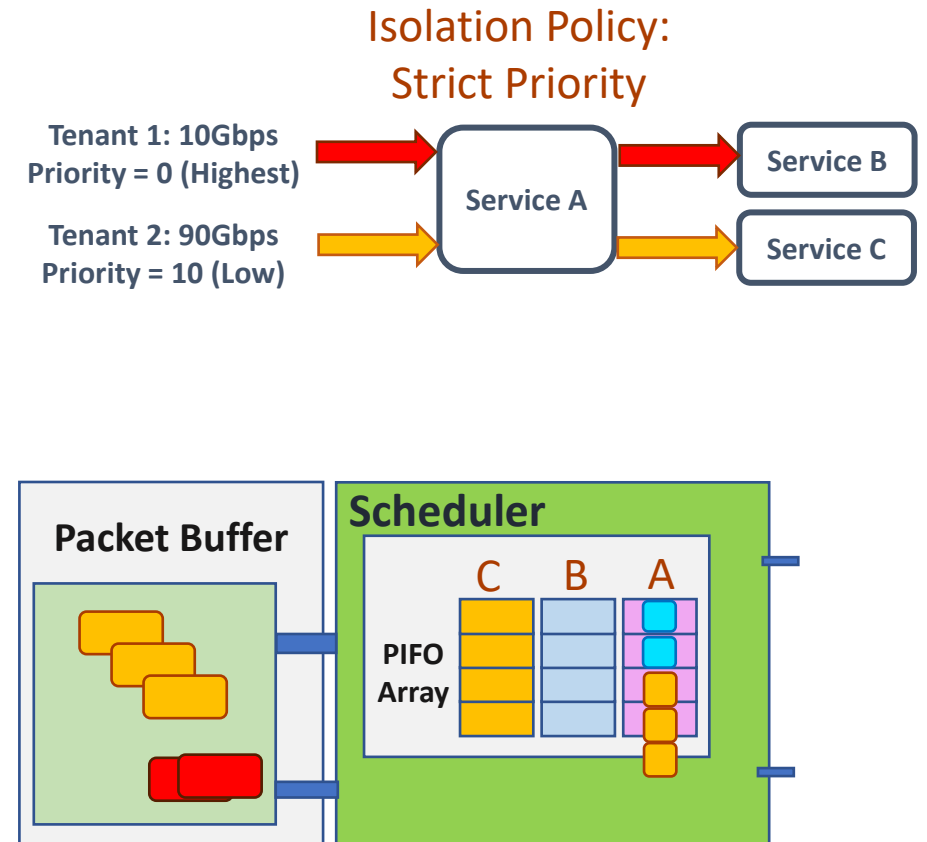 Isolation Policy:
Strict Priority
Tenant 1: 10Gbps
Priority = 0 (Highest)
Service A
Service B
Tenant 2: 90Gbps
Priority = 10 (Low)
Service C
Packet Buffer
Scheduler
C B A
PIFO
Array